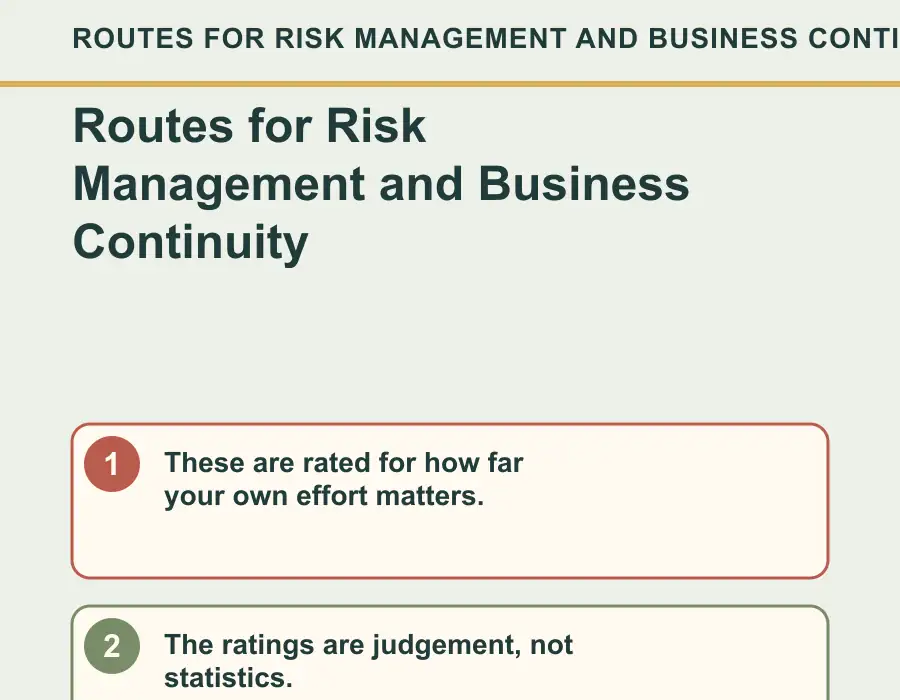 ROUTES FOR RISK MANAGEMENT AND BUSINESS CONTI
Routes for Risk
Management and Business
Continuity
1
These are rated for how far
your own effort matters.
2
The ratings are judgement, not
statistics.